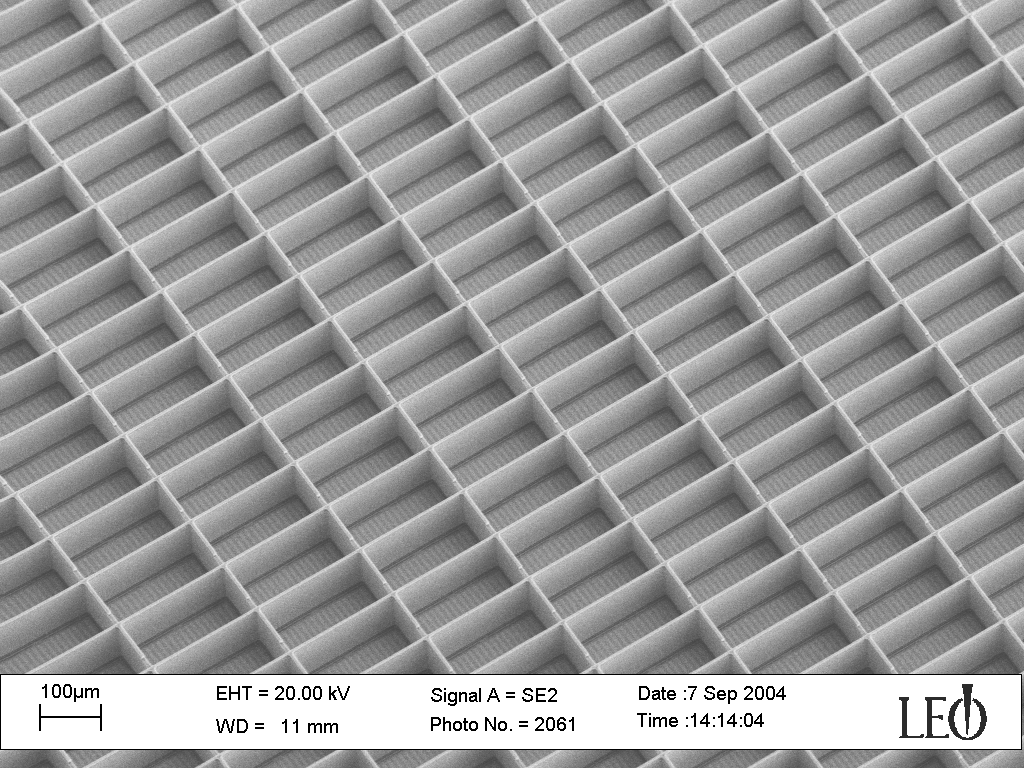 100µm
EHT = 20.00 kV
WD = 11 mm
Signal A = SE2
Photo No. = 2061
Date :7 Sep 2004
Time :14:14:04
LEO